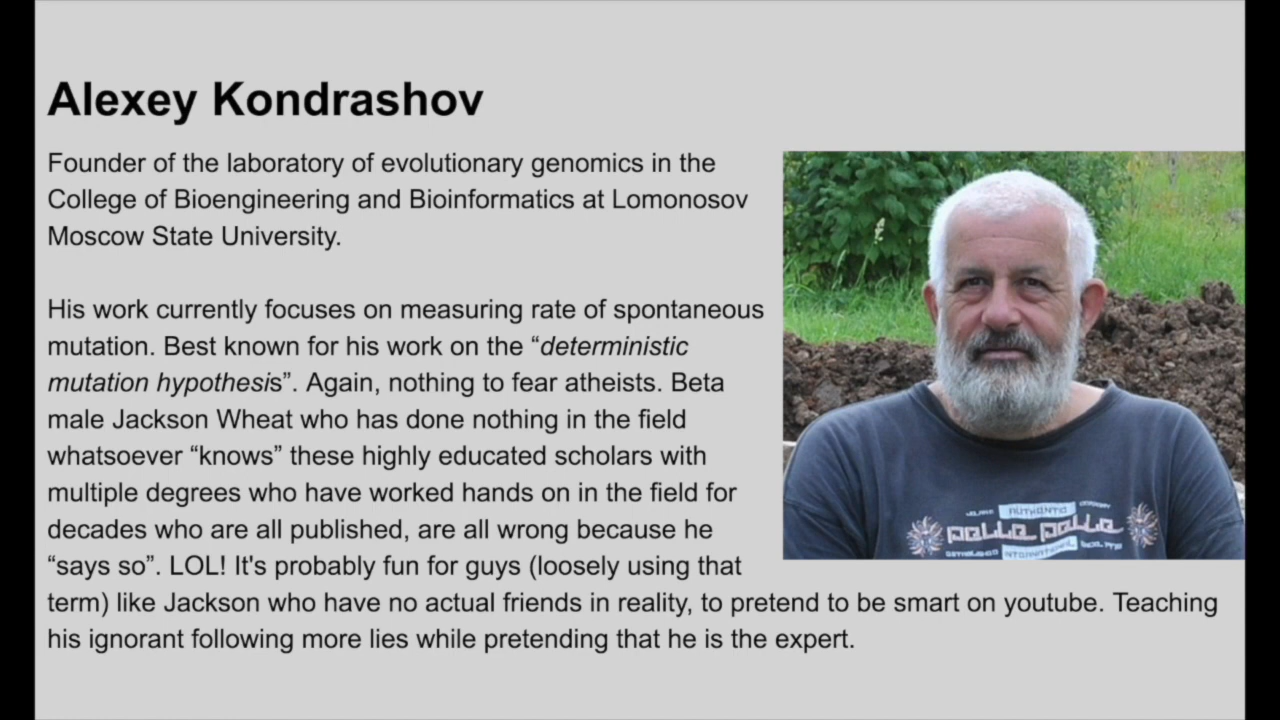 Alexey Kondrashov
Founder of the laboratory of evolutionary genomics in the
College of Bioengineering and Bioinformatics at Lomonosov
Moscow State University.
His work currently focuses on measuring rate of spontaneous
mutation. Best known for his work on the “deterministic
mutation hypothesis”. Again, nothing to fear atheists. Beta
male Jackson Wheat who has done nothing in the field
whatsoever “knows” these highly educated scholars with
multiple degrees who have worked hands on in the field for
decades who are all published, are all wrong because he
“says so”. LOL! It's probably fun for guys (loosely using that
term) like Jackson who have no actual friends in reality, to pretend to be smart on youtube. Teaching
his ignorant following more lies while pretending that he is the expert.
AUTHENTIC
pelle pelle
INTERNATIONAL